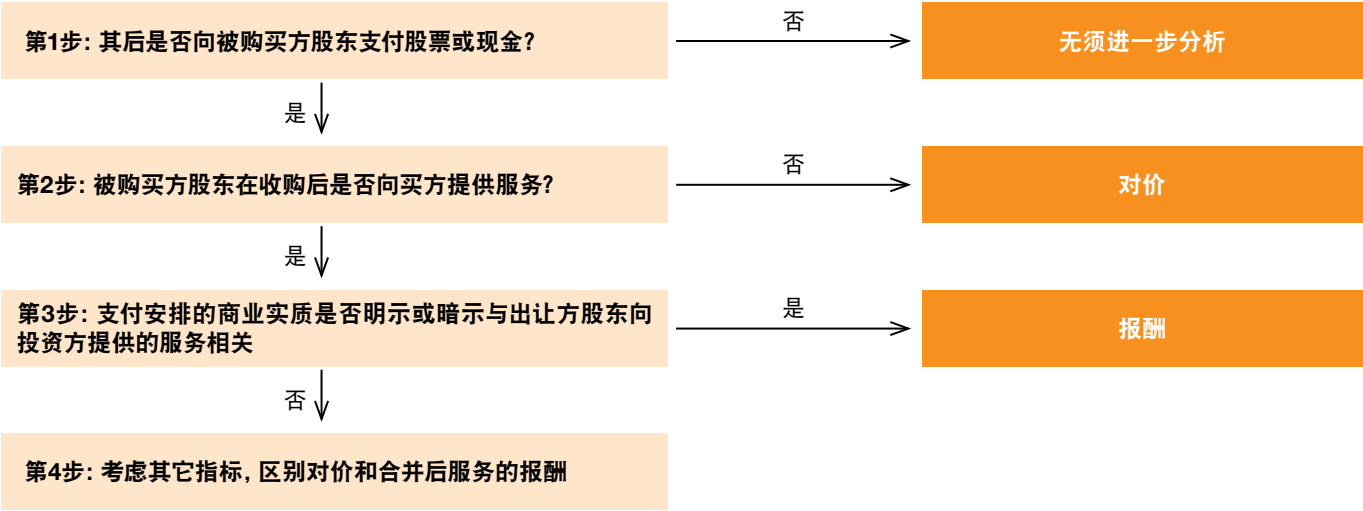 第1步: 其后是否向被购买方股东支付股票或现金?
否
无须进一步分析
是
第2步: 被购买方股东在收购后是否向买方提供服务?
否
对价
是
第3步: 支付安排的商业实质是否明示或暗示与出让方股东向
投资方提供的服务相关
是
报酬
否
第4步: 考虑其它指标, 区别对价和合并后服务的报酬